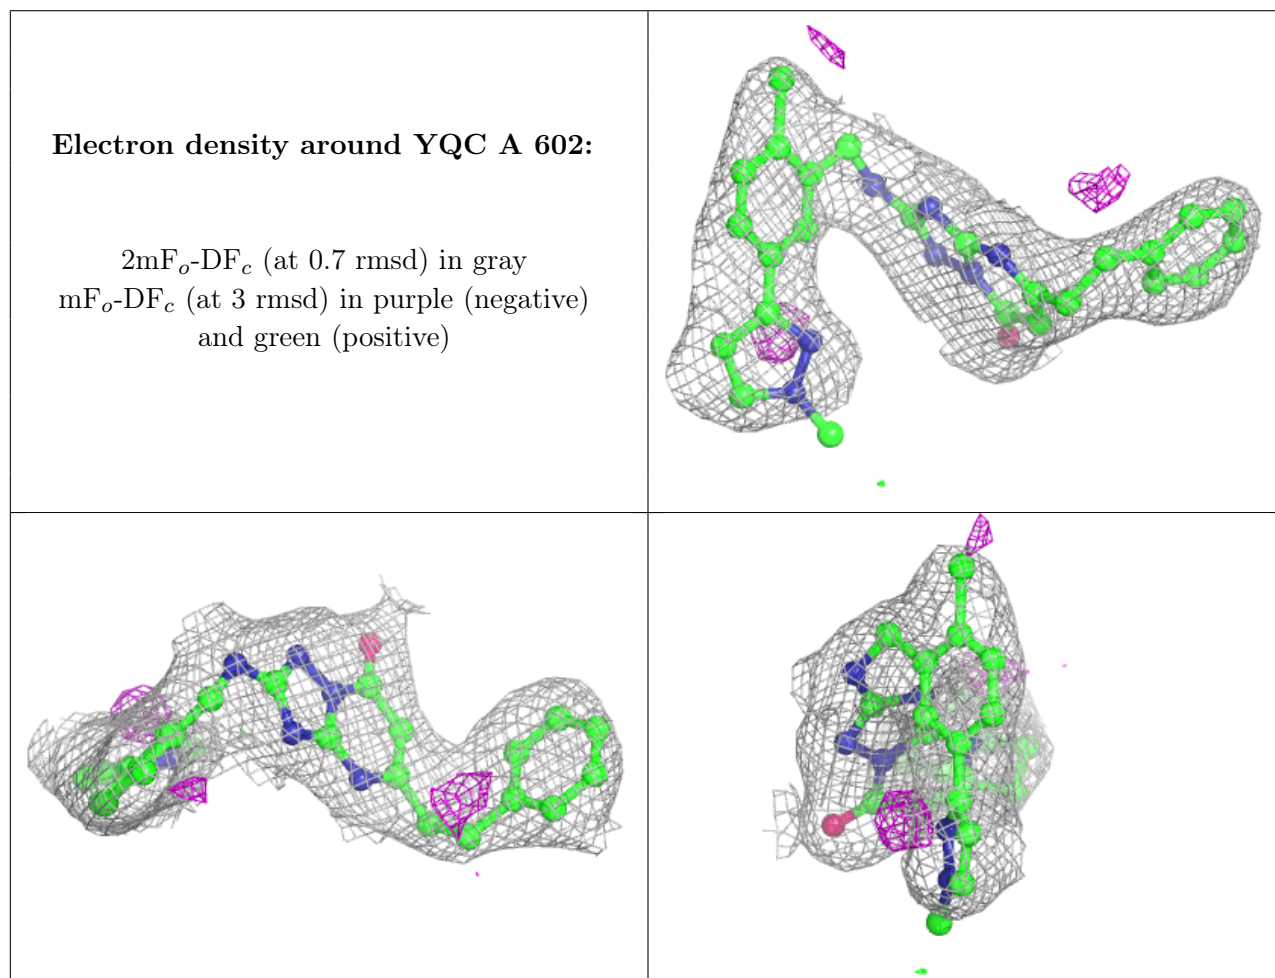 Electron density around YQC A 602:
2mFo-DFc (at 0.7 rmsd) in gray
mFo-DFc (at 3 rmsd) in purple (negative)
and green (positive)